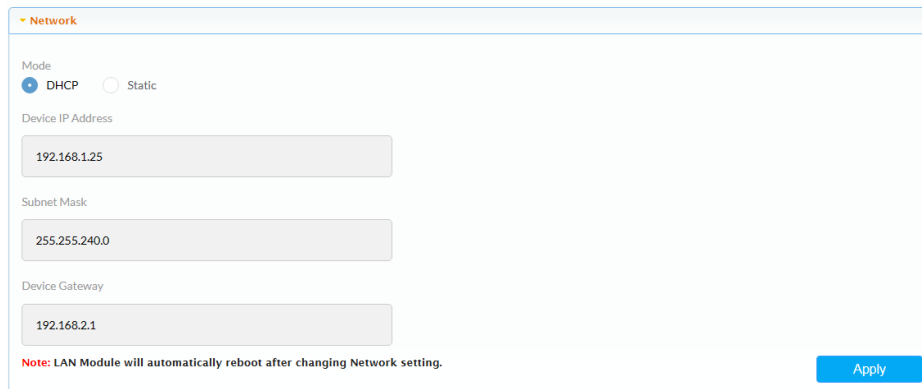 Network
Mode
DHCP Static
Device IP Address
192.168.1.25
Subnet Mask
255.255.240.0
Device Gateway
192.168.2.1
Note: LAN Module will automatically reboot after changing Network setting.
Apply